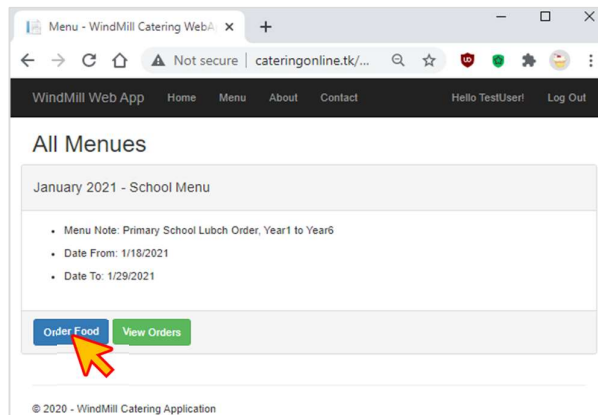 Menu - WindMill Catering WebA
Not secure | cateringonline.tk/...
WindMill Web App Home Menu About Contact Hello TestUser! Log Out
All Menues
January 2021 - School Menu
• Menu Note: Primary School Lubch Order, Year1 to Year6
• Date From: 1/18/2021
• Date To: 1/29/2021
Order Food View Orders
© 2020 - WindMill Catering Application